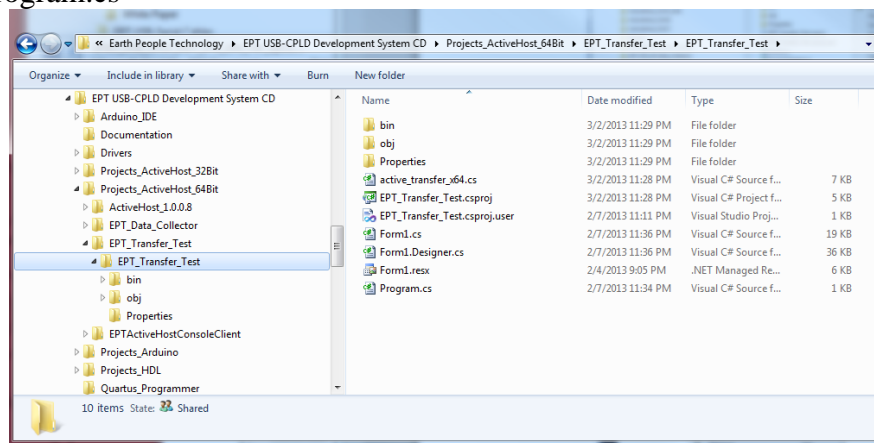 ogram.cs
« Earth People Technology ▸ EPT USB-CPLD Development System CD ▸ Projects_ActiveHost_64Bit ▸ EPT_Transfer_Test ▸ EPT_Transfer_Test ▸
Organize Include in library Share with Burn New folder
EPT USB-CPLD Development System CD
Arduino_IDE
Documentation
Drivers
Projects_ActiveHost_32Bit
Projects_ActiveHost_64Bit
ActiveHost_1.0.0.8
EPT_Data_Collector
EPT_Transfer_Test
EPT_Transfer_Test
bin
obj
Properties
EPTActiveHostConsoleClient
Projects_Arduino
Projects_HDL
Quartus_Programmer
Name Date modified Type Size
bin 3/2/2013 11:29 PM File folder
obj 3/2/2013 11:29 PM File folder
Properties 3/2/2013 11:29 PM File folder
active_transfer_x64.cs 3/2/2013 11:28 PM Visual C# Source f... 7 KB
EPT_Transfer_Test.csproj 3/2/2013 11:28 PM Visual C# Project f... 5 KB
EPT_Transfer_Test.csproj.user 2/7/2013 11:11 PM Visual Studio Proj... 1 KB
Form1.cs 2/7/2013 11:36 PM Visual C# Source f... 19 KB
Form1.Designer.cs 2/7/2013 11:36 PM Visual C# Source f... 36 KB
Form1.resx 2/4/2013 9:05 PM .NET Managed Re... 6 KB
Program.cs 2/7/2013 11:34 PM Visual C# Source f... 1 KB
10 items State: Shared